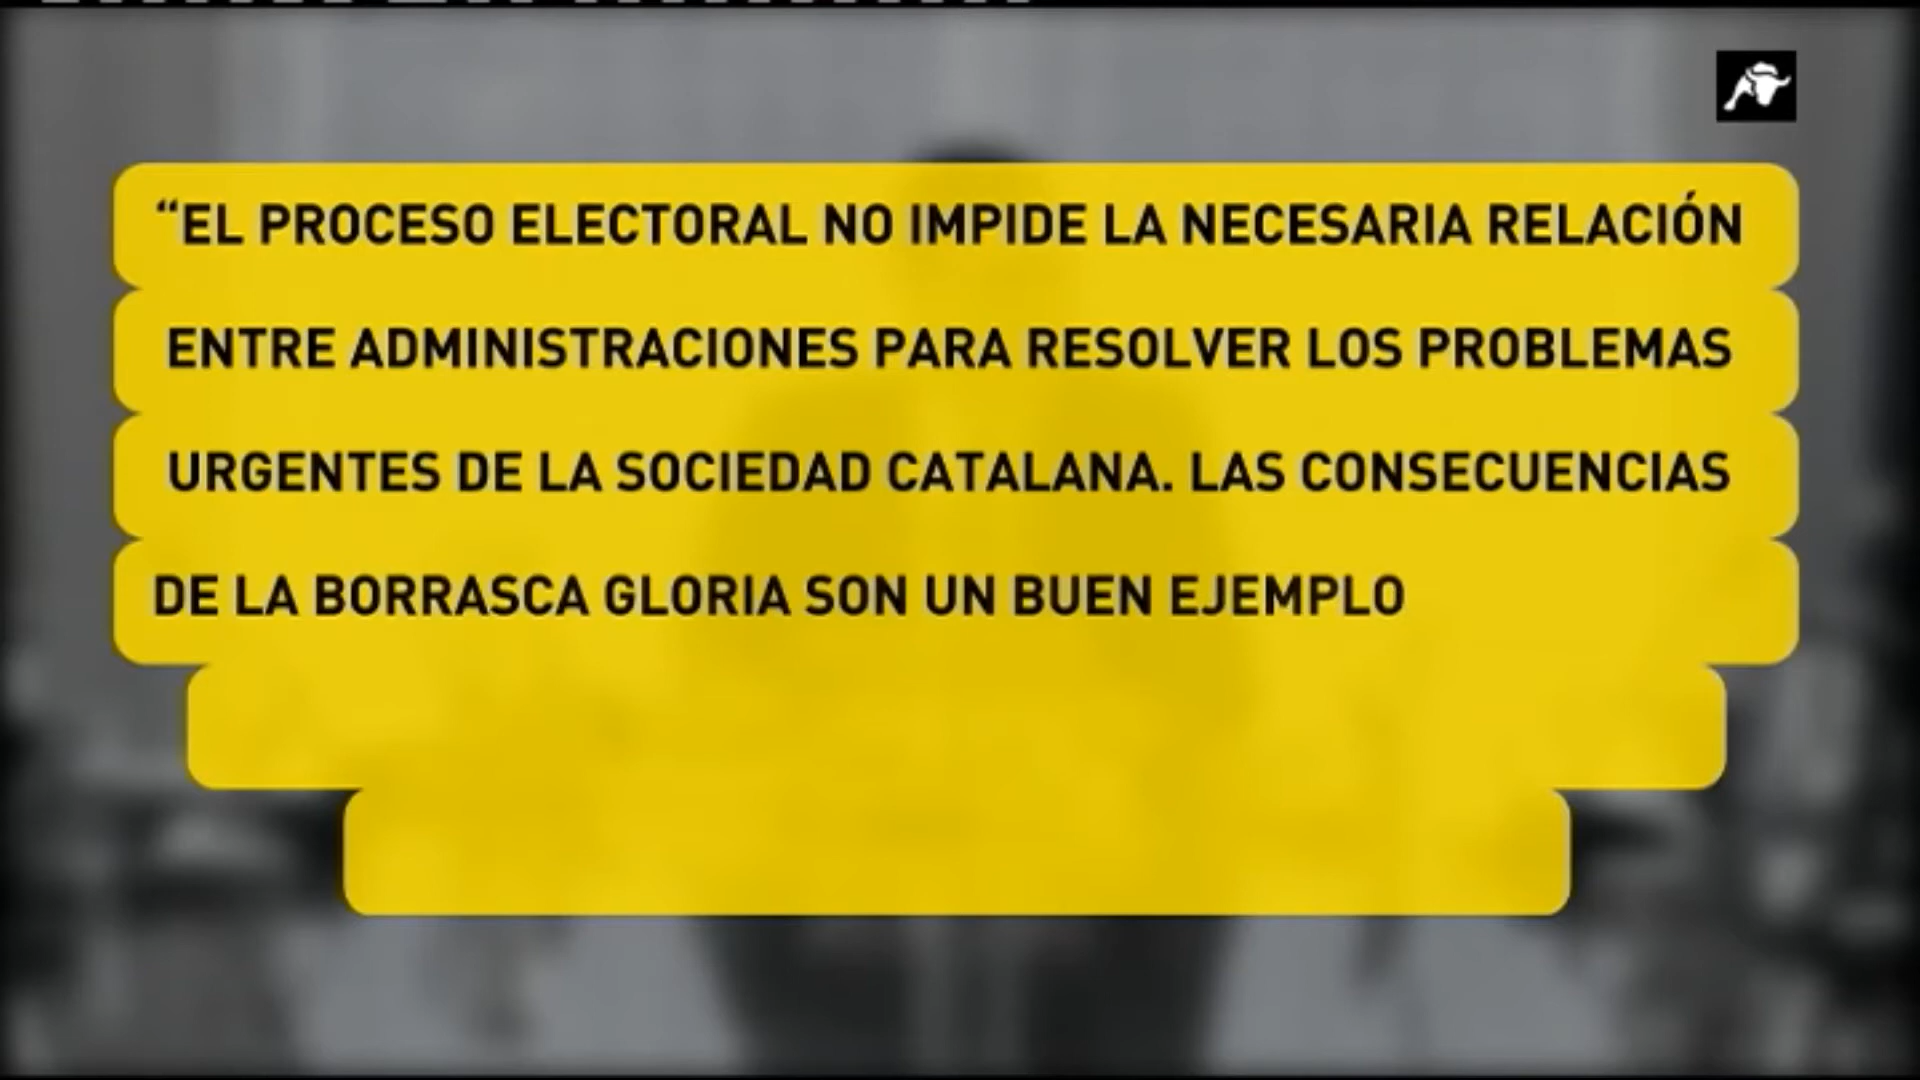 “EL PROCESO ELECTORAL NO IMPIDE LA NECESARIA RELACIÓN
ENTRE ADMINISTRACIONES PARA RESOLVER LOS PROBLEMAS
URGENTES DE LA SOCIEDAD CATALANA. LAS CONSECUENCIAS
DE LA BORRASCA GLORIA SON UN BUEN EJEMPLO